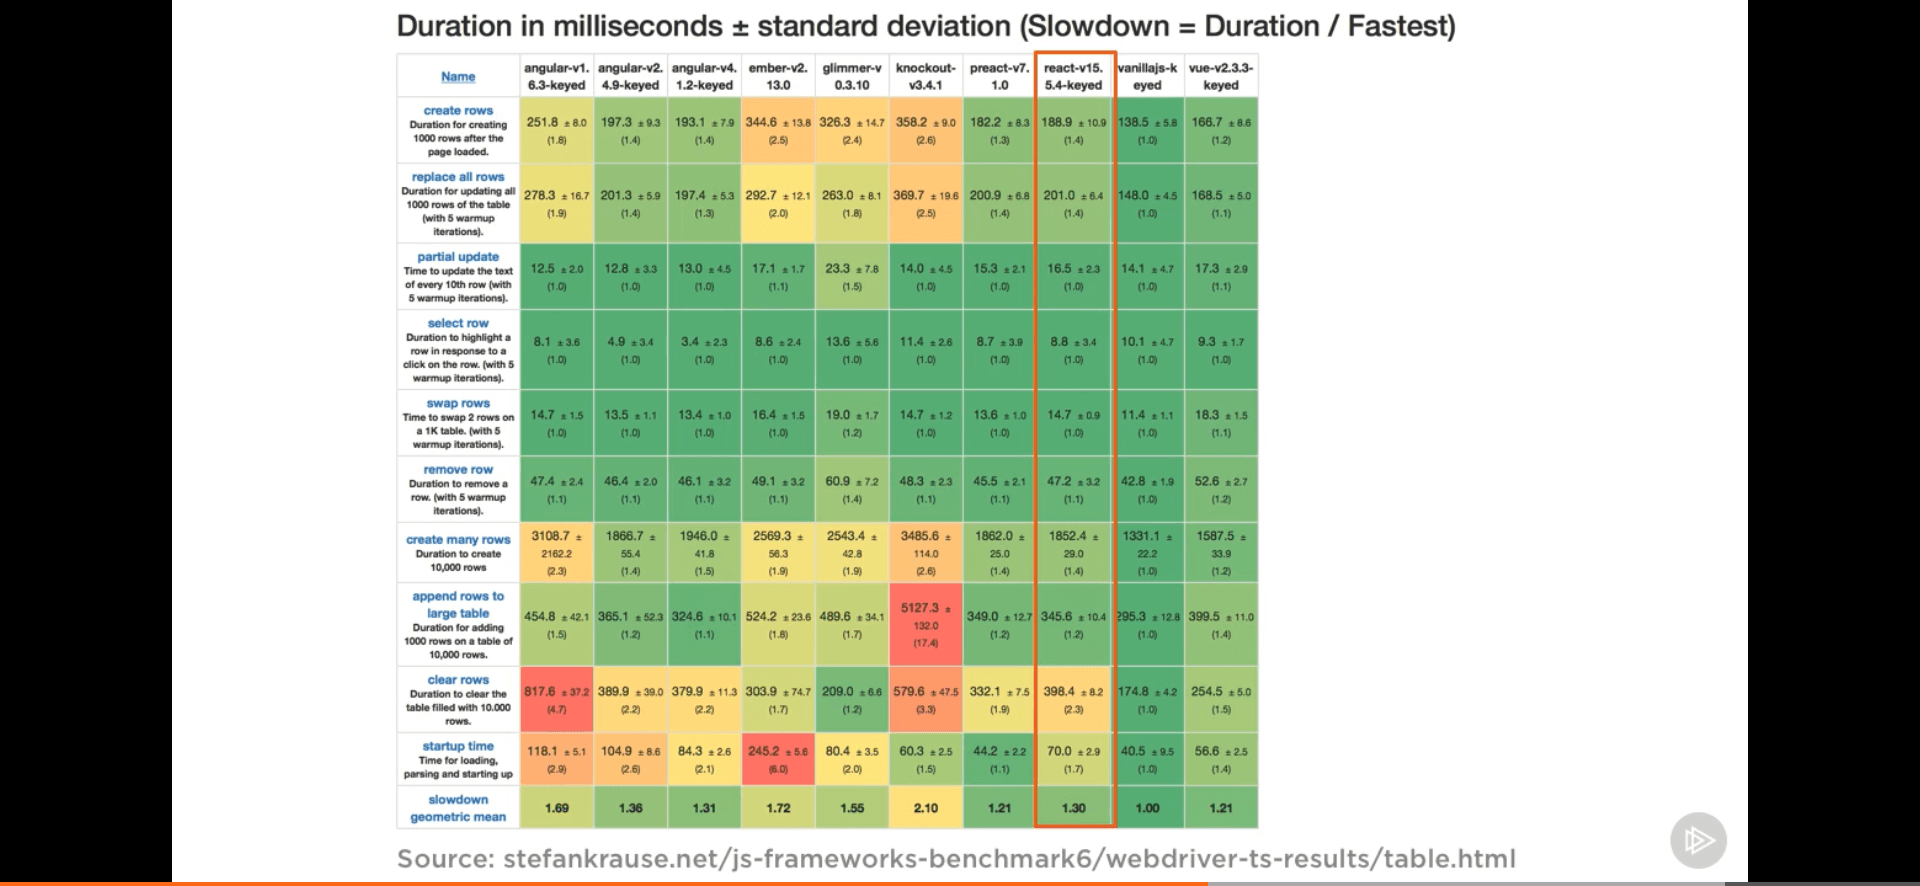 Duration in milliseconds ± standard deviation (Slowdown = Duration / Fastest)
Name angular-v1. angular-v2. angular-v4. ember-v2. glimmer-v knockout- preact-v7. react-v15. vanillajs-k vue-v2.3.3-
6.3-keyed 4.9-keyed 1.2-keyed 13.0 0.3.10 v3.4.1 1.0 5.4-keyed eyed keyed
create rows
Duration for creating
1000 rows after the
page loaded.
251.8 ± 8.0 197.3 ± 9.3 193.1 ± 7.9 344.6 ± 13.8 326.3 ± 14.7 358.2 ± 9.0 182.2 ± 8.3 188.9 ± 10.9 138.5 ± 5.8 166.7 ± 8.6
(1.8) (1.4) (1.4) (2.5) (2.4) (2.6) (1.3) (1.4) (1.0) (1.2)
replace all rows
Duration for updating all
1000 rows of the table
(with 5 warmup
iterations).
278.3 ± 16.7 201.3 ± 5.9 197.4 ± 5.3 292.7 ± 12.1 263.0 ± 8.1 369.7 ± 19.6 200.9 ± 6.8 201.0 ± 6.4 148.0 ± 4.5 168.5 ± 5.0
(1.9) (1.4) (1.3) (2.0) (1.8) (2.5) (1.4) (1.4) (1.0) (1.1)
partial update
Time to update the text
of every 10th row (with
5 warmup iterations).
12.5 ± 2.0 12.8 ± 3.3 13.0 ± 4.5 17.1 ± 1.7 23.3 ± 7.8 14.0 ± 4.5 15.3 ± 2.1 16.5 ± 2.3 14.1 ± 4.7 17.3 ± 2.9
(1.0) (1.0) (1.0) (1.1) (1.5) (1.0) (1.0) (1.0) (1.0) (1.1)
select row
Duration to highlight a
row in response to a
click on the row. (with 5
warmup iterations).
8.1 ± 3.6 4.9 ± 3.4 3.4 ± 2.3 8.6 ± 2.4 13.6 ± 5.6 11.4 ± 2.6 8.7 ± 3.9 8.8 ± 3.4 10.1 ± 4.7 9.3 ± 1.7
(1.0) (1.0) (1.0) (1.0) (1.0) (1.0) (1.0) (1.0) (1.0) (1.0)
swap rows
Time to swap 2 rows on
a 1K table. (with 5
warmup iterations).
14.7 ± 1.5 13.5 ± 1.1 13.4 ± 1.0 16.4 ± 1.5 19.0 ± 1.7 14.7 ± 1.2 13.6 ± 1.0 14.7 ± 0.9 11.4 ± 1.1 18.3 ± 1.5
(1.0) (1.0) (1.0) (1.0) (1.2) (1.0) (1.0) (1.0) (1.0) (1.1)
remove row
Duration to remove a
row. (with 5 warmup
iterations).
47.4 ± 2.4 46.4 ± 2.0 46.1 ± 3.2 49.1 ± 3.2 60.9 ± 7.2 48.3 ± 2.3 45.5 ± 2.1 47.2 ± 3.2 42.8 ± 1.9 52.6 ± 2.7
(1.1) (1.1) (1.1) (1.1) (1.4) (1.1) (1.1) (1.1) (1.0) (1.2)
create many rows
Duration to create
10,000 rows
3108.7 ± 1866.7 ± 1946.0 ± 2569.3 ± 2543.4 ± 3485.6 ± 1862.0 ± 1852.4 ± 1331.1 ± 1587.5 ±
2162.2 55.4 41.8 56.3 42.8 114.0 25.0 29.0 22.2 33.9
(2.3) (1.4) (1.5) (1.9) (1.9) (2.6) (1.4) (1.4) (1.0) (1.2)
append rows to
large table
Duration for adding
1000 rows on a table of
10,000 rows.
454.8 ± 42.1 365.1 ± 52.3 324.6 ± 10.1 524.2 ± 23.6 489.6 ± 34.1 5127.3 ± 132.0 349.0 ± 12.7 345.6 ± 10.4 295.3 ± 12.8 399.5 ± 11.0
(1.5) (1.2) (1.1) (1.8) (1.7) (17.4) (1.2) (1.2) (1.0) (1.4)
clear rows
Duration to clear the
table filled with 10.000
rows.
817.6 ± 37.2 389.9 ± 39.0 379.9 ± 11.3 303.9 ± 74.7 209.0 ± 6.6 579.6 ± 47.5 332.1 ± 7.5 398.4 ± 8.2 174.8 ± 4.2 254.5 ± 5.0
(4.7) (2.2) (2.2) (1.7) (1.2) (3.3) (1.9) (2.3) (1.0) (1.5)
startup time
Time for loading,
parsing and starting up
118.1 ± 5.1 104.9 ± 8.6 84.3 ± 2.6 245.2 ± 5.6 80.4 ± 3.5 60.3 ± 2.5 44.2 ± 2.2 70.0 ± 2.9 40.5 ± 9.5 56.6 ± 2.5
(2.9) (2.6) (2.1) (6.0) (2.0) (1.5) (1.1) (1.7) (1.0) (1.4)
slowdown
geometric mean
1.69 1.36 1.31 1.72 1.55 2.10 1.21 1.30 1.00 1.21
Source: stefankrause.net/js-frameworks-benchmark6/webdriver-ts-results/table.html